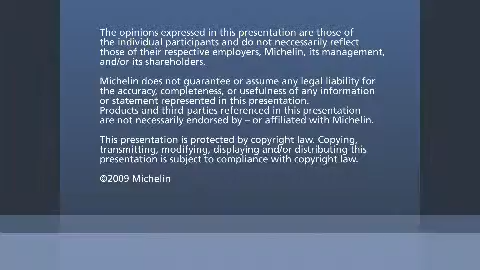 The opinions expressed in this presentation are those of
the individual participants and do not neccessarily reflect
those of their respective employers, Michelin, its management,
and/or its shareholders.
Michelin does not guarantee or assume any legal liability for
the accuracy, completeness, or usefulness of any information
or statement represented in this presentation.
Products and third parties referenced in this presentation
are not necessarily endorsed by – or affiliated with Michelin.
This presentation is protected by copyright law. Copying,
transmitting, modifying, displaying and/or distributing this
presentation is subject to compliance with copyright law.
©2009 Michelin